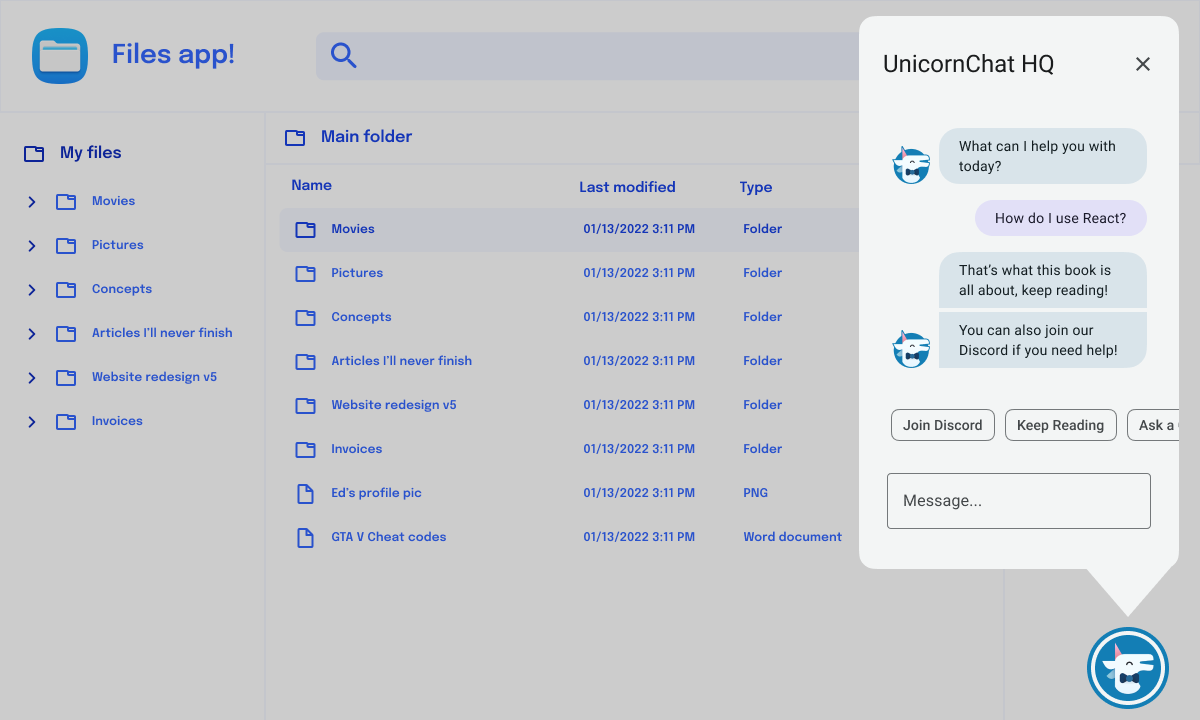 Files app!
My files
Movies
Pictures
Concepts
Articles I'll never finish
Website redesign v5
Invoices
Main folder
Name Last modified Type
Movies 01/13/2022 3:11 PM Folder
Pictures 01/13/2022 3:11 PM Folder
Concepts 01/13/2022 3:11 PM Folder
Articles I'll never finish 01/13/2022 3:11 PM Folder
Website redesign v5 01/13/2022 3:11 PM Folder
Invoices 01/13/2022 3:11 PM Folder
Ed's profile pic 01/13/2022 3:11 PM PNG
GTA V Cheat codes 01/13/2022 3:11 PM Word document
UnicornChat HQ
What can I help you with
today?
How do I use React?
That's what this book is
all about, keep reading!
You can also join our
Discord if you need help!
Join Discord Keep Reading Ask a
Message...